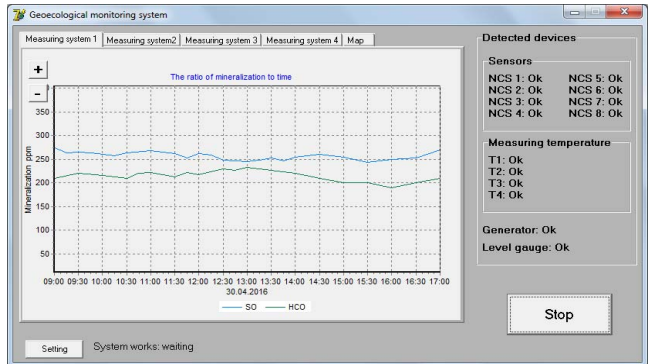 Geoecological monitoring system
Measuring system 1 Measuring system2 Measuring system 3 Measuring system 4 Map
+
-
The ratio of mineralization to time
Mineralization ppm
350
300
250
200
150
100
50
09:00 09:30 10:00 10:30 11:00 11:30 12:00 12:30 13:00 13:30 14:00 14:30 15:00 15:30 16:00 16:30 17:00
30.04.2016
SO HCO
Setting
System works: waiting
Detected devices
Sensors
NCS 1: Ok NCS 5: Ok
NCS 2: Ok NCS 6: Ok
NCS 3: Ok NCS 7: Ok
NCS 4: Ok NCS 8: Ok
Measuring temperature
T1: Ok
T2: Ok
T3: Ok
T4: Ok
Generator: Ok
Level gauge: Ok
Stop